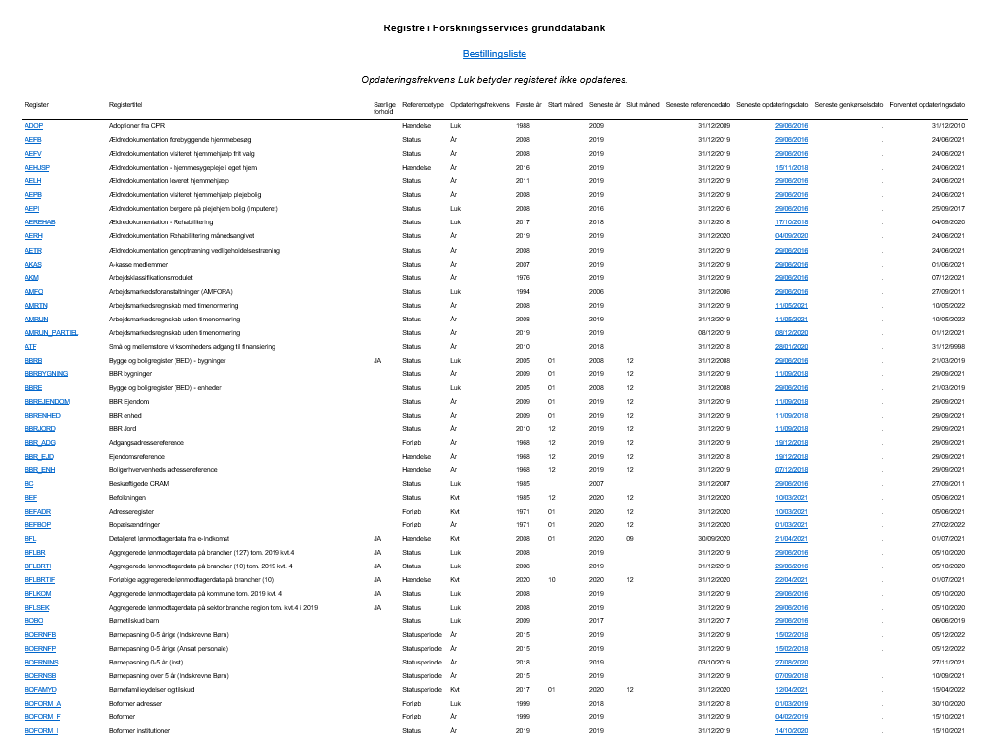 Registre i Forskningsservices grunddatabank
Bestillingsliste
Opdateringsfrekvens Luk betyder registeret ikke opdateres.
Register Registertitel Særlige forhold Referencetype Opdateringsfrekvens Første år Start måned Seneste år Slut måned Seneste referencedato Seneste opdateringsdato Seneste genkørselsdato Forventet opdateringsdato
ADOP Adoptioner fra CPR Hændelse Luk 1988 2009 31/12/2009 29/06/2016 . 31/12/2010
AEFB Ældredokumentation forebyggende hjemmebesøg Status År 2008 2019 31/12/2019 29/06/2016 . 24/06/2021
AEFV Ældredokumentation visiteret hjemmehjælp frit valg Status År 2008 2019 31/12/2019 29/06/2016 . 24/06/2021
AEHJSP Ældredokumentation - hjemmesygepleje i eget hjem Hændelse År 2016 2019 31/12/2019 15/11/2018 . 24/06/2021
AELH Ældredokumentation leveret hjemmehjælp Status År 2011 2019 31/12/2019 29/06/2016 . 24/06/2021
AEPB Ældredokumentation visiteret hjemmehjælp plejebolig Status År 2008 2019 31/12/2019 29/06/2016 . 24/06/2021
AEPI Ældredokumentation borgere på plejehjem bolig (imputeret) Status Luk 2008 2016 31/12/2016 29/06/2016 . 25/09/2017
AEREHAB Ældredokumentation - Rehabilitering Status Luk 2017 2018 31/12/2018 17/10/2018 . 04/09/2020
AERH Ældredokumentation Rehabilitering månedsangivet Status År 2019 2019 31/12/2020 04/09/2020 . 24/06/2021
AETR Ældredokumentation genoptræning vedligeholdelsestræning Status År 2008 2019 31/12/2019 29/06/2016 . 24/06/2021
AKAS A-kasse medlemmer Status År 2007 2019 31/12/2019 29/06/2016 . 01/06/2021
AKM Arbejdsklassifikationsmodulet Status År 1976 2019 31/12/2019 29/06/2016 . 07/12/2021
AMFO Arbejdsmarkedsforanstaltninger (AMFORA) Status Luk 1994 2006 31/12/2006 29/06/2016 . 27/09/2011
AMRTN Arbejdsmarkedsregnskab med timenormering Status År 2008 2019 31/12/2019 11/05/2021 . 10/05/2022
AMRUN Arbejdsmarkedsregnskab uden timenormering Status År 2008 2019 31/12/2019 11/05/2021 . 10/05/2022
AMRUN_PARTIEL Arbejdsmarkedsregnskab uden timenormering Status År 2019 2019 08/12/2019 08/12/2020 . 01/12/2021
ATF Små og mellemstore virksomheders adgang til finansiering Status År 2010 2018 31/12/2018 28/01/2020 . 31/12/9998
BBRB Bygge og boligregister (BED) - bygninger JA Status Luk 2005 01 2008 12 31/12/2008 29/06/2016 . 21/03/2019
BBRBYGNING BBR bygninger Status År 2009 01 2019 12 31/12/2019 11/09/2018 . 29/09/2021
BBRE Bygge og boligregister (BED) - enheder Status Luk 2005 01 2008 12 31/12/2008 29/06/2016 . 21/03/2019
BBREJENDOM BBR Ejendom Status År 2009 01 2019 12 31/12/2019 11/09/2018 . 29/09/2021
BBRENHED BBR enhed Status År 2009 01 2019 12 31/12/2019 11/09/2018 . 29/09/2021
BBRJORD BBR Jord Status År 2010 12 2019 12 31/12/2019 11/09/2018 . 29/09/2021
BBR_ADG Adgangsadressereference Forløb År 1968 12 2019 12 31/12/2019 19/12/2018 . 29/09/2021
BBR_EJD Ejendomsreference Hændelse År 1968 12 2019 12 31/12/2019 19/12/2018 . 29/09/2021
BBR_ENH Boligerhvervenheds adressereference Hændelse År 1968 12 2019 12 31/12/2019 07/12/2018 . 29/09/2021
BC Beskæftigede CRAM Status Luk 1985 2007 31/12/2007 29/06/2016 . 27/09/2011
BEF Befolkningen Status Kvt 1985 12 2020 12 31/12/2020 10/03/2021 . 05/06/2021
BEFADR Adresseregister Forløb Kvt 1971 01 2020 12 31/12/2020 10/03/2021 . 05/06/2021
BEFBOP Bopælsændringer Forløb År 1971 01 2020 12 31/12/2020 01/03/2021 . 27/02/2022
BFL Detaljeret lønmodtagerdata fra e-Indkomst JA Hændelse Kvt 2008 01 2020 09 30/09/2020 21/04/2021 . 01/07/2021
BFLBR Aggregerede lønmodtagerdata på brancher (127) tom. 2019 kvt.4 JA Status Luk 2008 2019 31/12/2019 29/06/2016 . 05/10/2020
BFLBRTI Aggregerede lønmodtagerdata på brancher (10) tom. 2019 kvt. 4 JA Status Luk 2008 2019 31/12/2019 29/06/2016 . 05/10/2020
BFLBRTIF Forløbige aggregerede lønmodtagerdata på brancher (10) JA Hændelse Kvt 2020 10 2020 12 31/12/2020 22/04/2021 . 01/07/2021
BFLKOM Aggregerede lønmodtagerdata på kommune tom. 2019 kvt. 4 JA Status Luk 2008 2019 31/12/2019 29/06/2016 . 05/10/2020
BFLSEK Aggregerede lønmodtagerdata på sektor branche region tom. kvt.4 i 2019 JA Status Luk 2008 2019 31/12/2019 29/06/2016 . 05/10/2020
BOBO Børnetilskud barn Status Luk 2009 2017 31/12/2017 29/06/2016 . 06/06/2019
BOERNFB Børnepasning 0-5 årige (Indskrevne Børn) Statusperiode År 2015 2019 31/12/2019 15/02/2018 . 05/12/2022
BOERNFP Børnepasning 0-5 årige (Ansat personale) Statusperiode År 2015 2019 31/12/2019 15/02/2018 . 05/12/2022
BOERNINS Børnepasning 0-5 år (Inst) Statusperiode År 2018 2019 03/10/2019 27/08/2020 . 27/11/2021
BOERNSB Børnepasning over 5 år (Indskrevne Børn) Statusperiode År 2015 2019 31/12/2019 07/09/2018 . 10/09/2021
BOFAMYD Børnefamilieydelser og tilskud Statusperiode Kvt 2017 01 2020 12 31/12/2020 12/04/2021 . 15/04/2022
BOFORM_A Boformer adresser Forløb Luk 1999 2018 31/12/2018 01/03/2019 . 30/10/2020
BOFORM_F Boformer Forløb År 1999 2019 31/12/2019 04/02/2019 . 15/10/2021
BOFORM_I Boformer institutioner Status År 2019 2019 31/12/2019 14/10/2020 . 15/10/2021